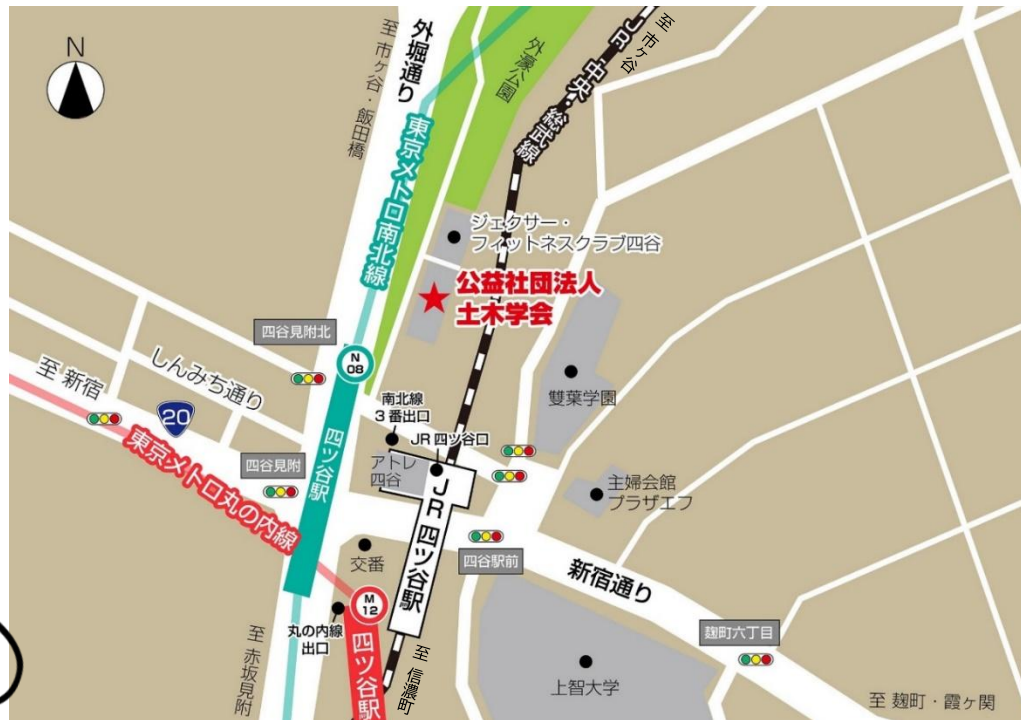 N
至 市ヶ谷・飯田橋
外堀通り
東京メトロ南北線
外濠公園
JR 中央・総武線
至 市ヶ谷
ジェクサー・
フィットネスクラブ四谷
公益社団法人
土木学会
四谷見附北
N
08
しんみち通り
至 新宿
20
南北線
3番出口
JR四ツ谷口
雙葉学園
東京メトロ丸の内線
四谷見附
四ツ谷駅
アトレ
四谷
主婦会館
プラザエフ
JR 四ツ谷駅
交番
四谷駅前
新宿通り
M
12
丸の内線
出口
四ツ谷駅
至 赤坂見附
至 信濃町
上智大学
麹町六丁目
至 麹町・霞ヶ関